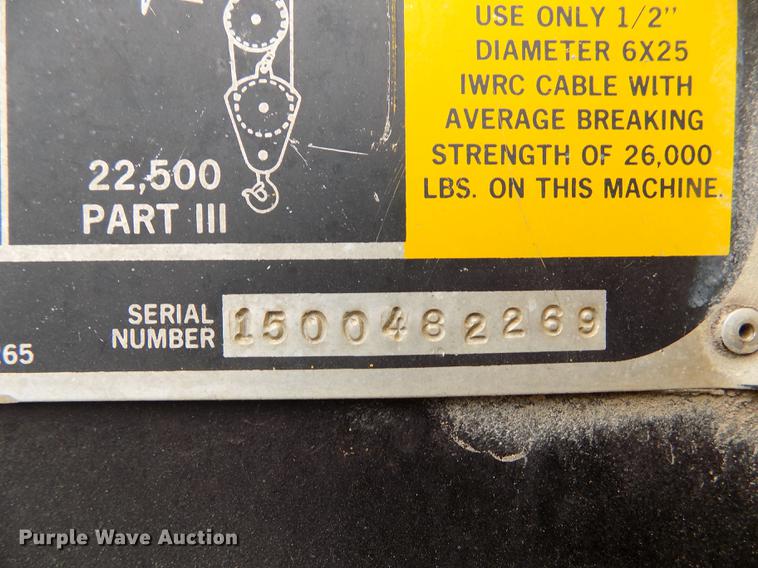 USE ONLY 1/2"
DIAMETER 6X25
IWRC CABLE WITH
AVERAGE BREAKING
STRENGTH OF 26,000
LBS. ON THIS MACHINE.
22,500
PART III
SERIAL
NUMBER
1500482269
265
Purple Wave Auction